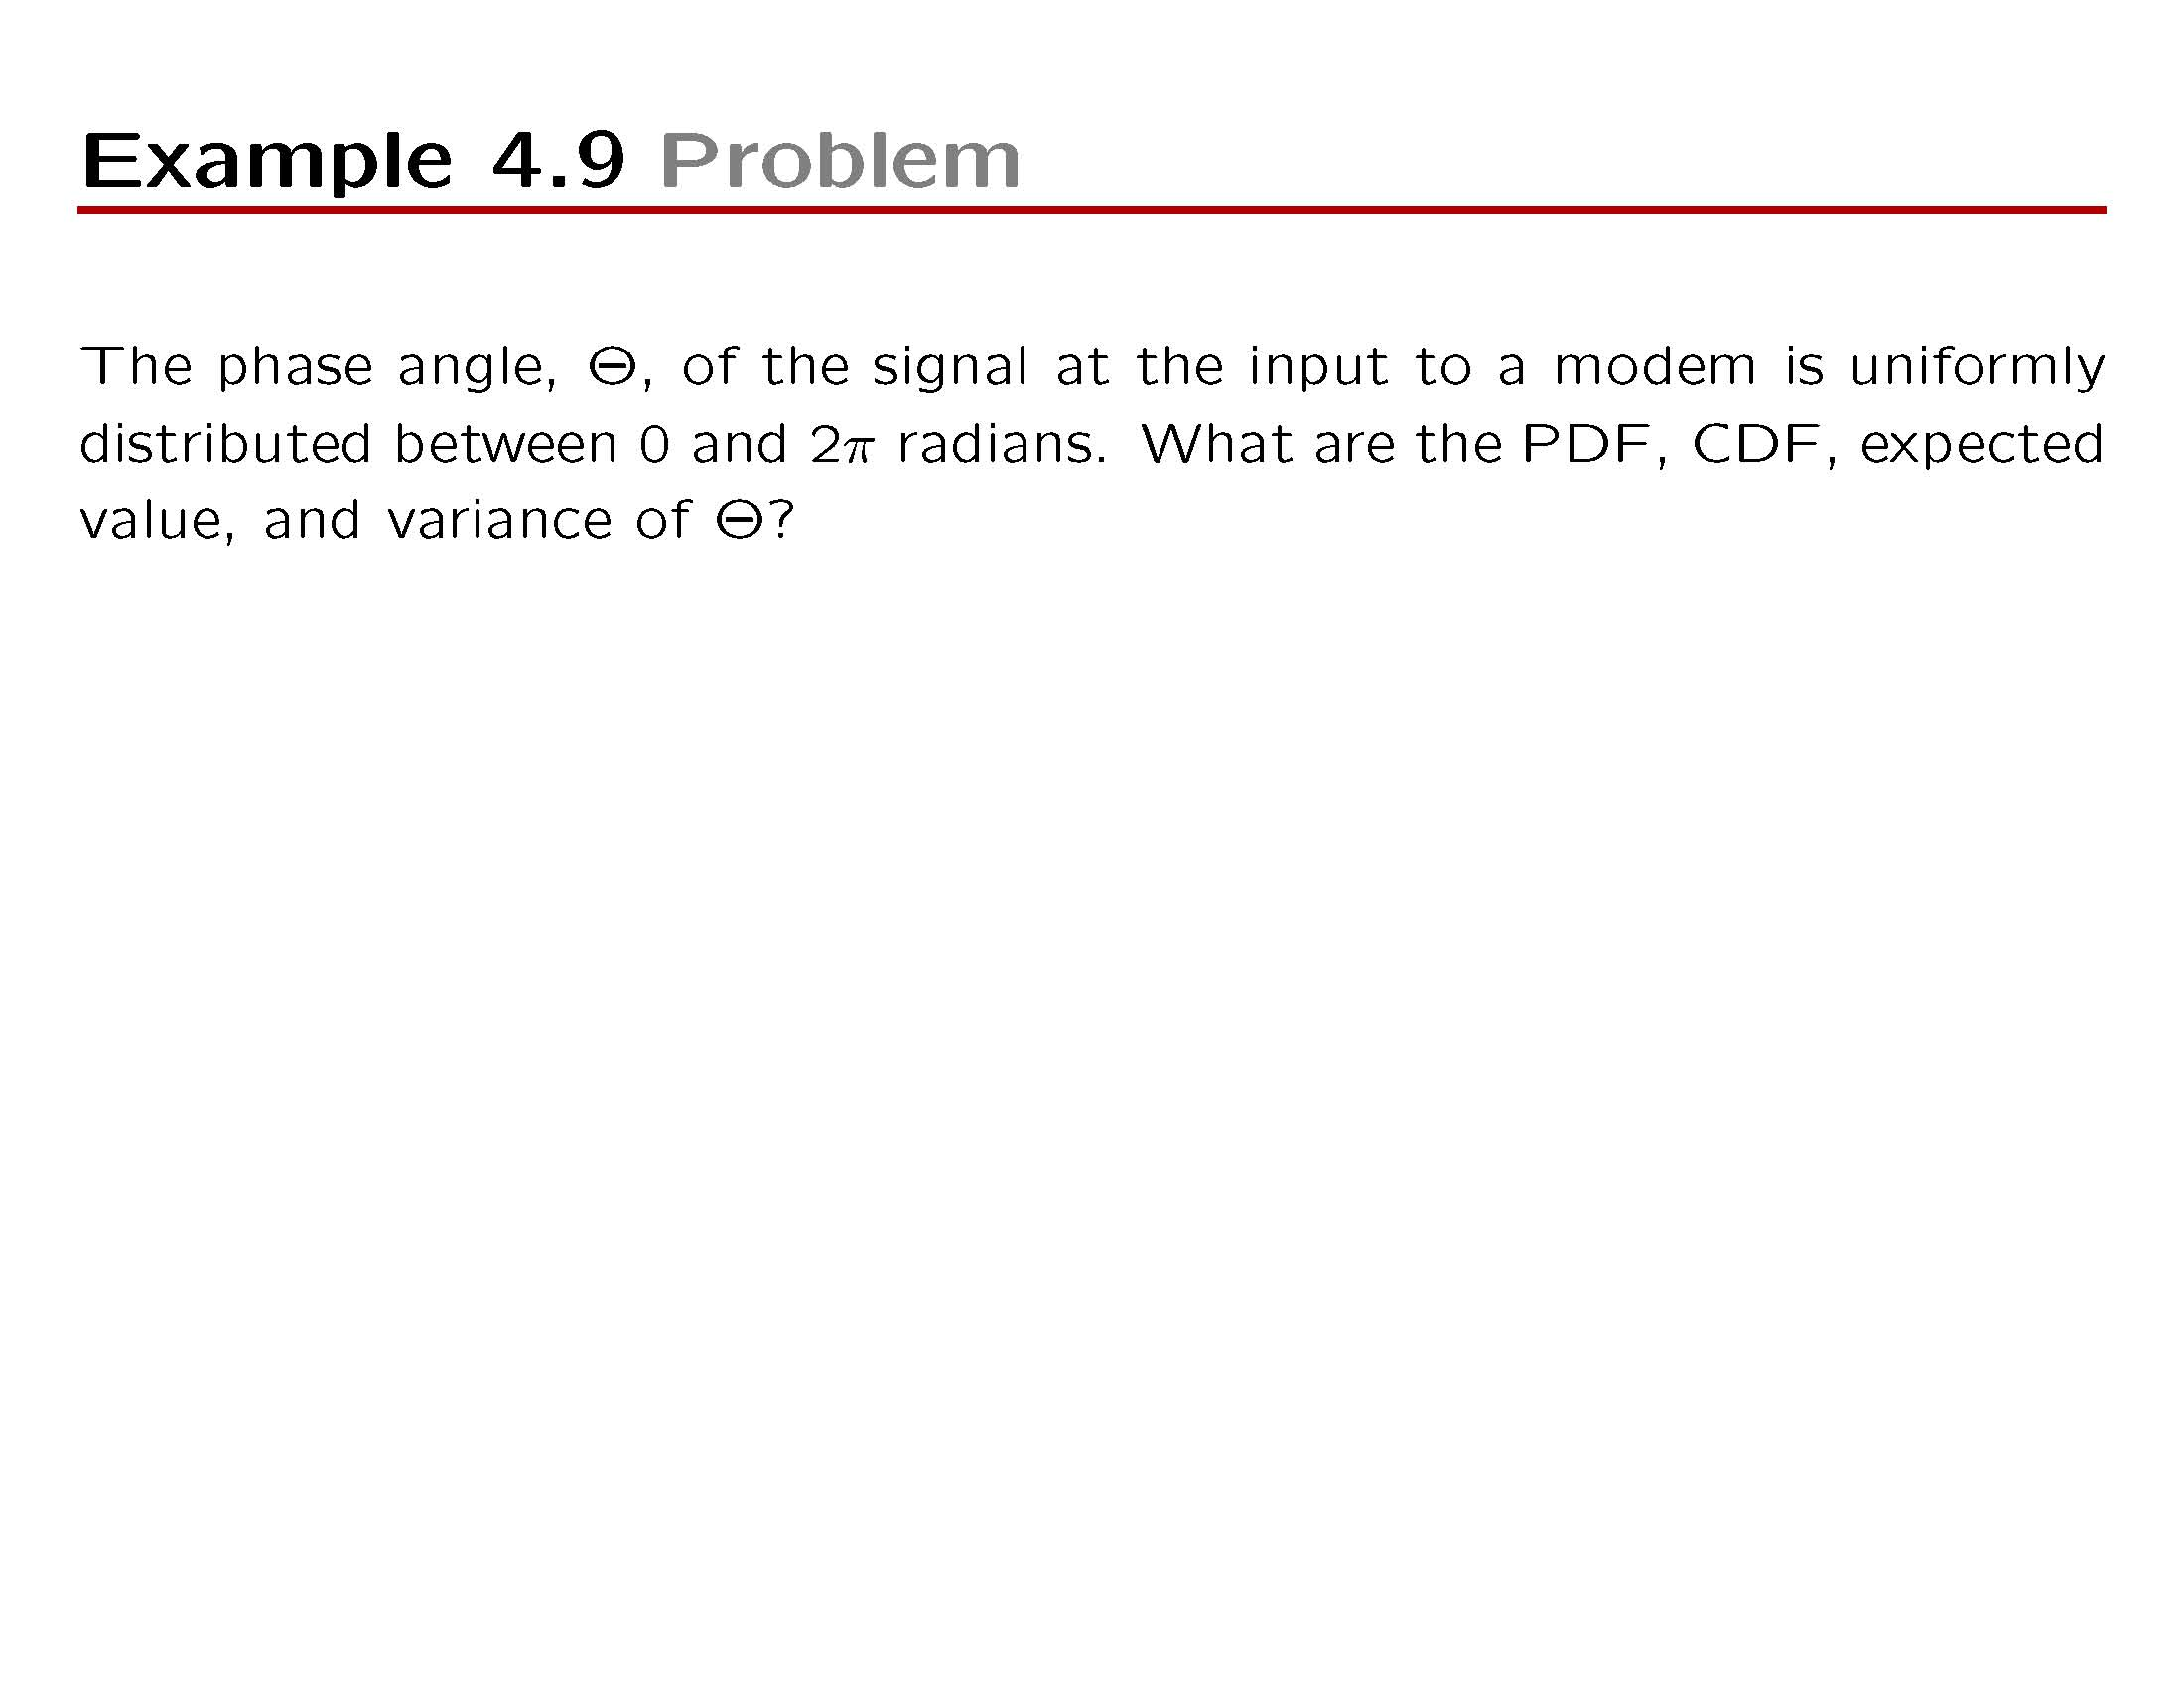 Example 4.9 Problem
The phase angle, Θ, of the signal at the input to a modem is uniformly
distributed between 0 and 2π radians. What are the PDF, CDF, expected
value, and variance of Θ?